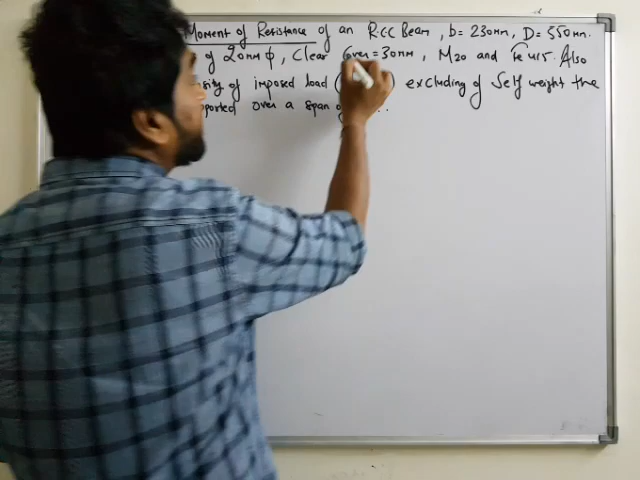 Moment of Resistance of an RCC Beam, b= 230mm, D= 550mm.
of 20mm ϕ, Clear Cover=30mm, M20 and Fe415. Also
of imposed load ( ) excluding of Self weight the
over a span